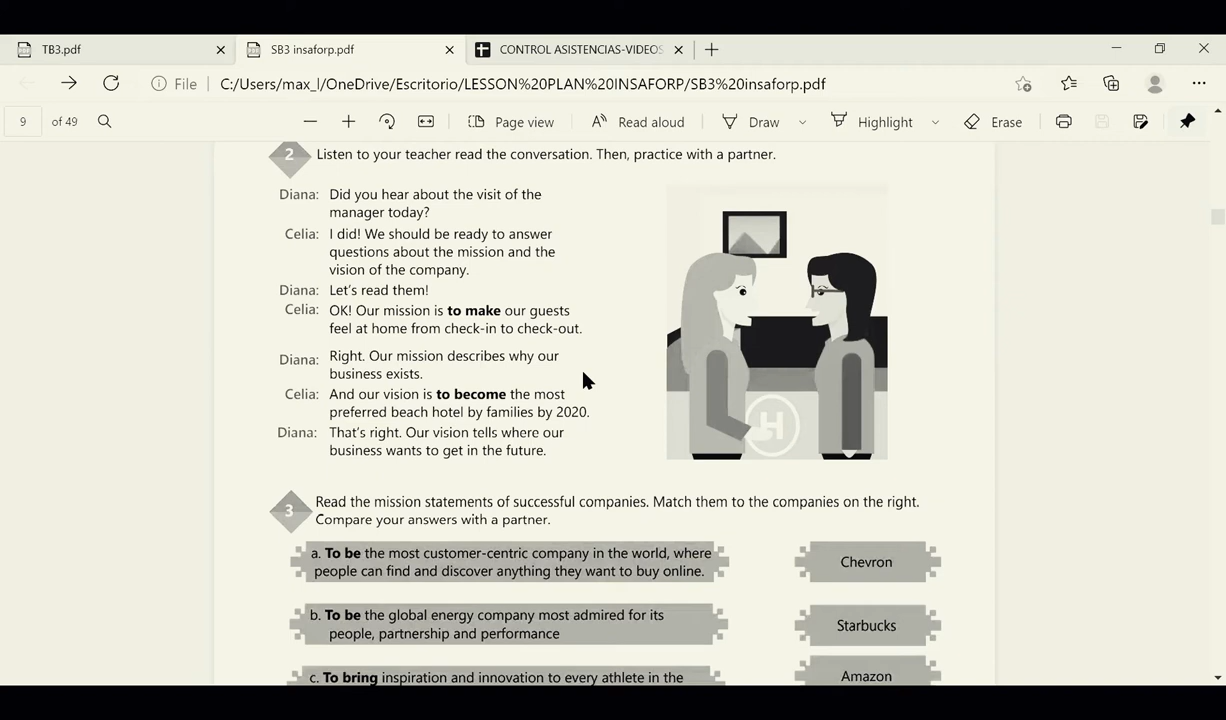 TB3.pdf
SB3 insaforp.pdf
CONTROL ASISTENCIAS-VIDEOS
File
C:/Users/max_l/OneDrive/Escritorio/LESSON%20PLAN%20INSAFORP/SB3%20insaforp.pdf
9 of 49
Page view
Read aloud
Draw
Highlight
Erase
2 Listen to your teacher read the conversation. Then, practice with a partner.
Diana: Did you hear about the visit of the
manager today?
Celia: I did! We should be ready to answer
questions about the mission and the
vision of the company.
Diana: Let's read them!
Celia: OK! Our mission is to make our guests
feel at home from check-in to check-out.
Diana: Right. Our mission describes why our
business exists.
Celia: And our vision is to become the most
preferred beach hotel by families by 2020.
Diana: That's right. Our vision tells where our
business wants to get in the future.
H
3 Read the mission statements of successful companies. Match them to the companies on the right.
Compare your answers with a partner.
a. To be the most customer-centric company in the world, where
people can find and discover anything they want to buy online.
Chevron
b. To be the global energy company most admired for its
people, partnership and performance
Starbucks
c. To bring inspiration and innovation to every athlete in the
Amazon